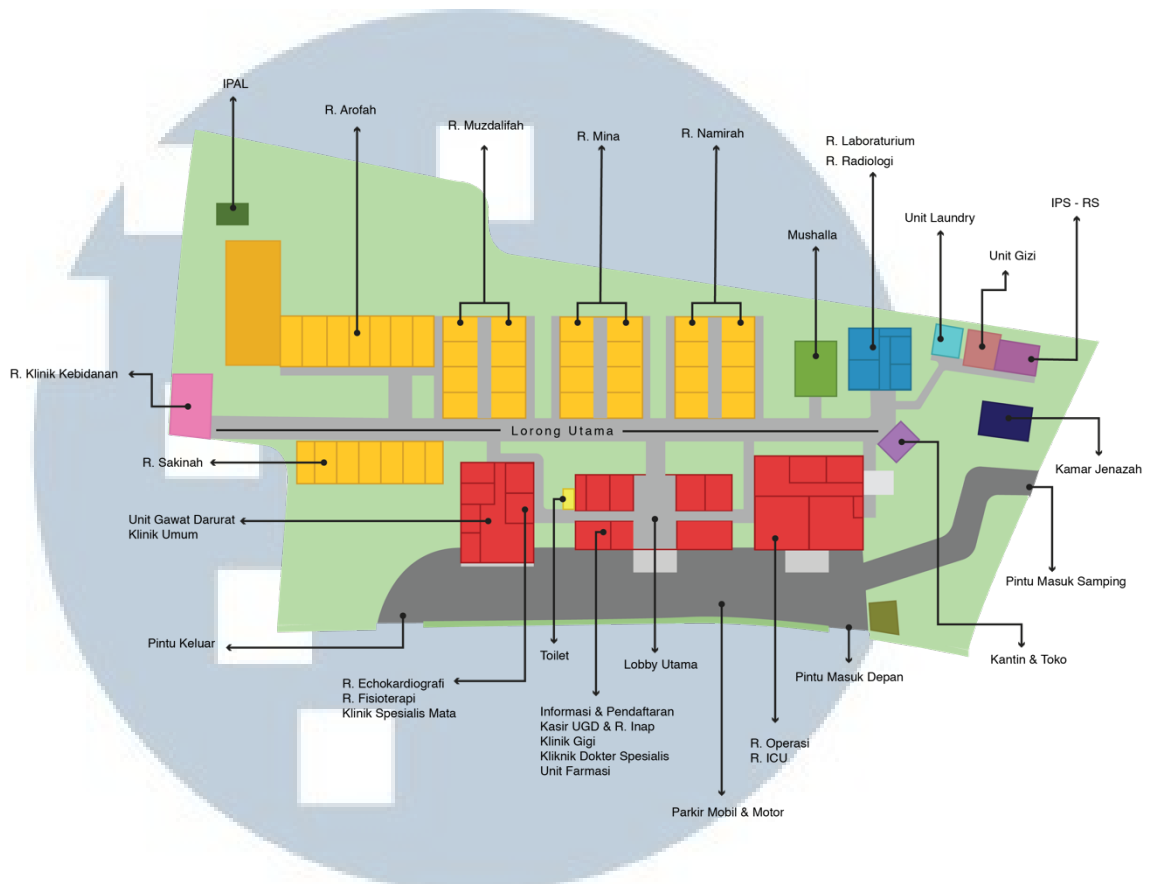 IPAL
R. Arofah
R. Muzdalifah
R. Mina
R. Namirah
R. Laboraturium
R. Radiologi
IPS - RS
Unit Laundry
Mushalla
Unit Gizi
R. Klinik Kebidanan
Lorong Utama
R. Sakinah
Kamar Jenazah
Unit Gawat Darurat
Klinik Umum
Pintu Masuk Samping
Pintu Keluar
Toilet
Lobby Utama
Kantin & Toko
Pintu Masuk Depan
R. Echokardiografi
R. Fisioterapi
Klinik Spesialis Mata
Informasi & Pendaftaran
Kasir UGD & R. Inap
Klinik Gigi
Kliknik Dokter Spesialis
Unit Farmasi
R. Operasi
R. ICU
Parkir Mobil & Motor